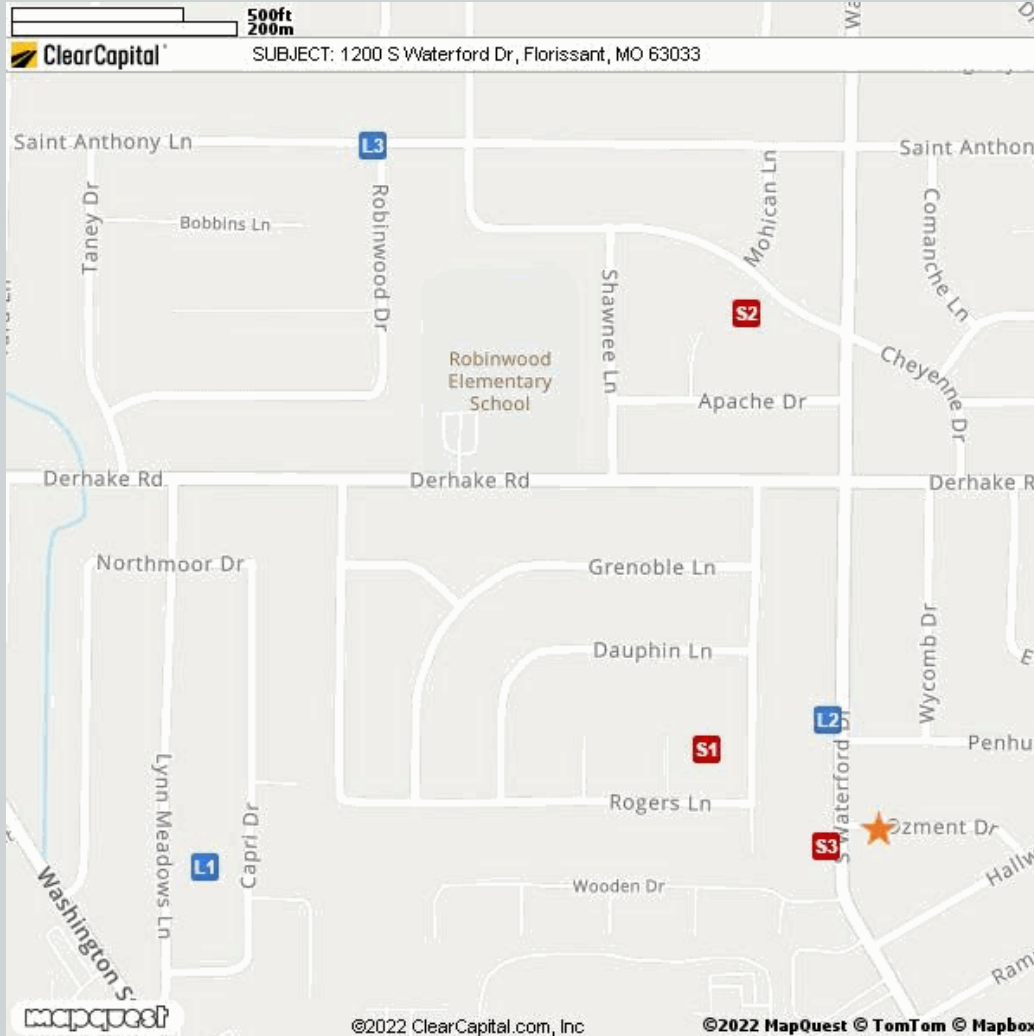 500ft
200m
ClearCapital
SUBJECT: 1200 S Waterford Dr, Florissant, MO 63033
Saint Anthony Ln
L3
Saint Anthon
Mohican Ln
Taney Dr
Bobbins Ln
Robinwood Dr
Comanche Ln
Shawnee Ln
S2
Robinwood
Elementary
School
Cheyenne Dr
Apache Dr
Derhake Rd
Derhake Rd
Derhake R
Northmoor Dr
Grenoble Ln
Dauphin Ln
Wycomb Dr
L2
S Waterford Dr
Penhu
S1
Lynn Meadows Ln
Rogers Ln
Capri Dr
Ozment Dr
S3
L1
Hallw
Wooden Dr
Washington S
Rami
mapquest
©2022 ClearCapital.com, Inc
©2022 MapQuest © TomTom © Mapbox